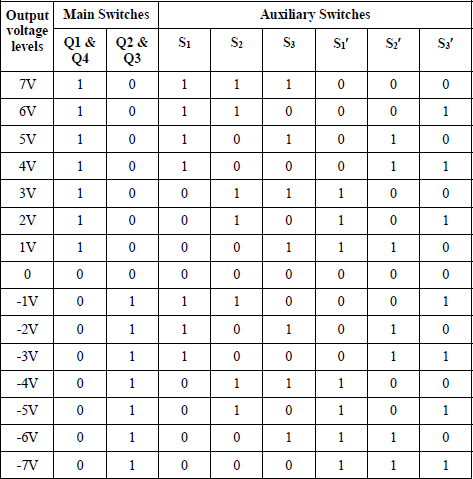 Output voltage levels Main Switches Auxiliary Switches
Q1 & Q4 Q2 & Q3 S1 S2 S3 S1′ S2′ S3′
7V 1 0 1 1 1 0 0 0
6V 1 0 1 1 0 0 0 1
5V 1 0 1 0 1 0 1 0
4V 1 0 1 0 0 0 1 1
3V 1 0 0 1 1 1 0 0
2V 1 0 0 1 0 1 0 1
1V 1 0 0 0 1 1 1 0
0 0 0 0 0 0 0 0 0
-1V 0 1 1 1 0 0 0 1
-2V 0 1 1 0 1 0 1 0
-3V 0 1 1 0 0 0 1 1
-4V 0 1 0 1 1 1 0 0
-5V 0 1 0 1 0 1 0 1
-6V 0 1 0 0 1 1 1 0
-7V 0 1 0 0 0 1 1 1